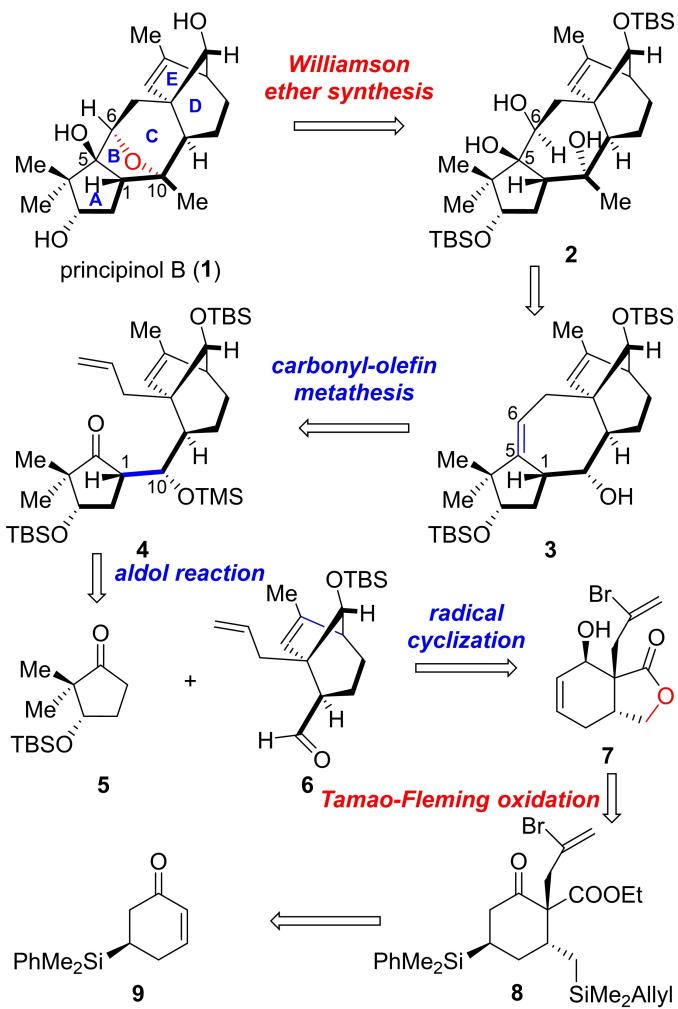 HO
Me
H
E
D
H
6
C
HO
5
B
O
H
Me
Me
H
A
1
10
Me
HO
principinol B (1)
Williamson
ether synthesis
OTBS
Me
H
HO
6
OH
HO
5
H
H
Me
Me
H
Me
TBSO
2
OTBS
Me
H
O
H
Me
Me
H
1
10
OTMS
TBSO
4
carbonyl-olefin
metathesis
OTBS
Me
H
6
5
1
H
Me
Me
H
OH
TBSO
3
aldol reaction
O
Me
Me
TBSO
5
+
OTBS
Me
H
H
H
O
6
radical
cyclization
Br
OH
O
O
H
7
Tamao-Fleming oxidation
O
PhMe2Si
9
Br
O
COOEt
PhMe2Si
H
SiMe2Allyl
8